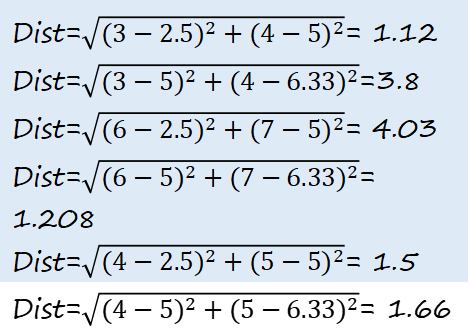 Dist=√(3 − 2.5)² + (4 − 5)²= 1.12
Dist=√(3 − 5)² + (4 − 6.33)²=3.8
Dist=√(6 − 2.5)² + (7 − 5)²= 4.03
Dist=√(6 − 5)² + (7 − 6.33)²=
1.208
Dist=√(4 − 2.5)² + (5 − 5)²= 1.5
Dist=√(4 − 5)² + (5 − 6.33)²= 1.66